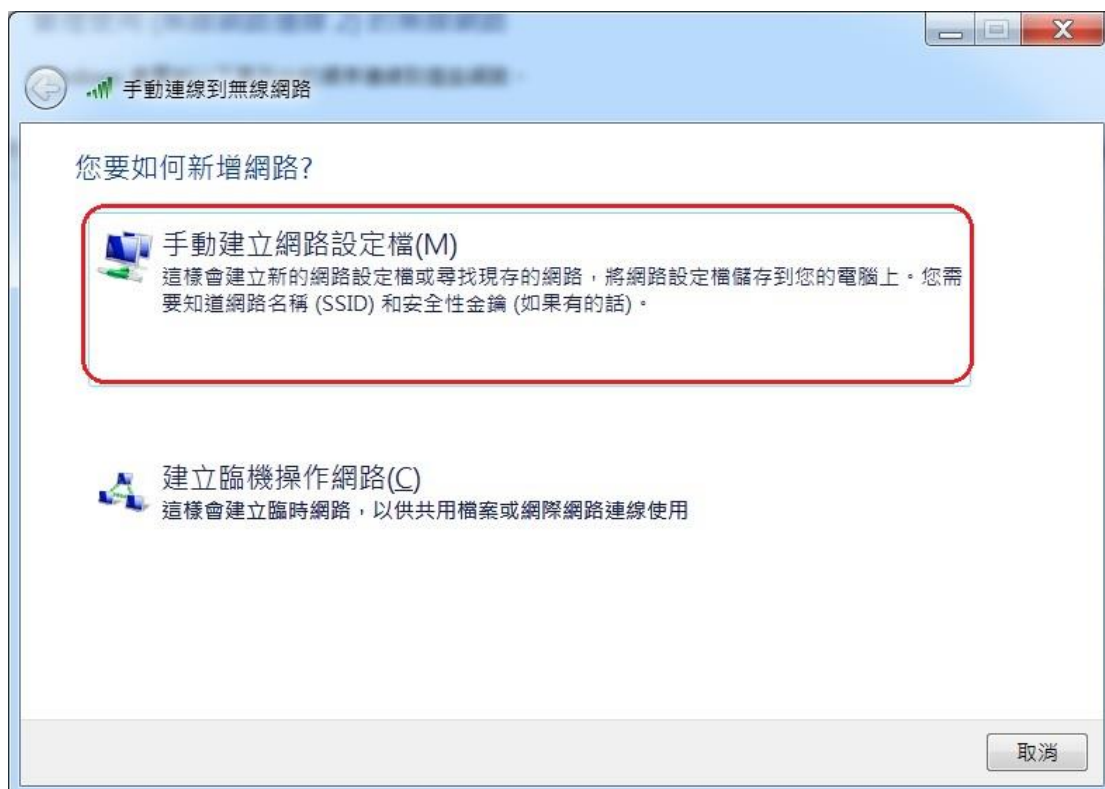 手動連線到無線網路
您要如何新增網路?
手動建立網路設定檔(M)
這樣會建立新的網路設定檔或尋找現存的網路，將網路設定檔儲存到您的電腦上。您需
要知道網路名稱 (SSID) 和安全性金鑰 (如果有的話)。
建立臨機操作網路(C)
這樣會建立臨時網路，以供共用檔案或網際網路連線使用
取消